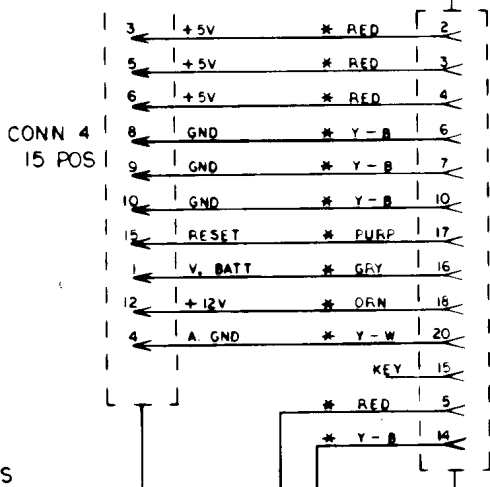 3 +5V * RED 2
5 +5V * RED 3
6 +5V * RED 4
CONN 4
15 POS
8 GND * Y-B 6
9 GND * Y-B 7
10 GND * Y-B 10
15 RESET * PURP 17
1 V. BATT * GRY 16
12 +12V * ORN 18
4 A. GND * Y-W 20
KEY 15
* RED 5
* Y-B 14
S